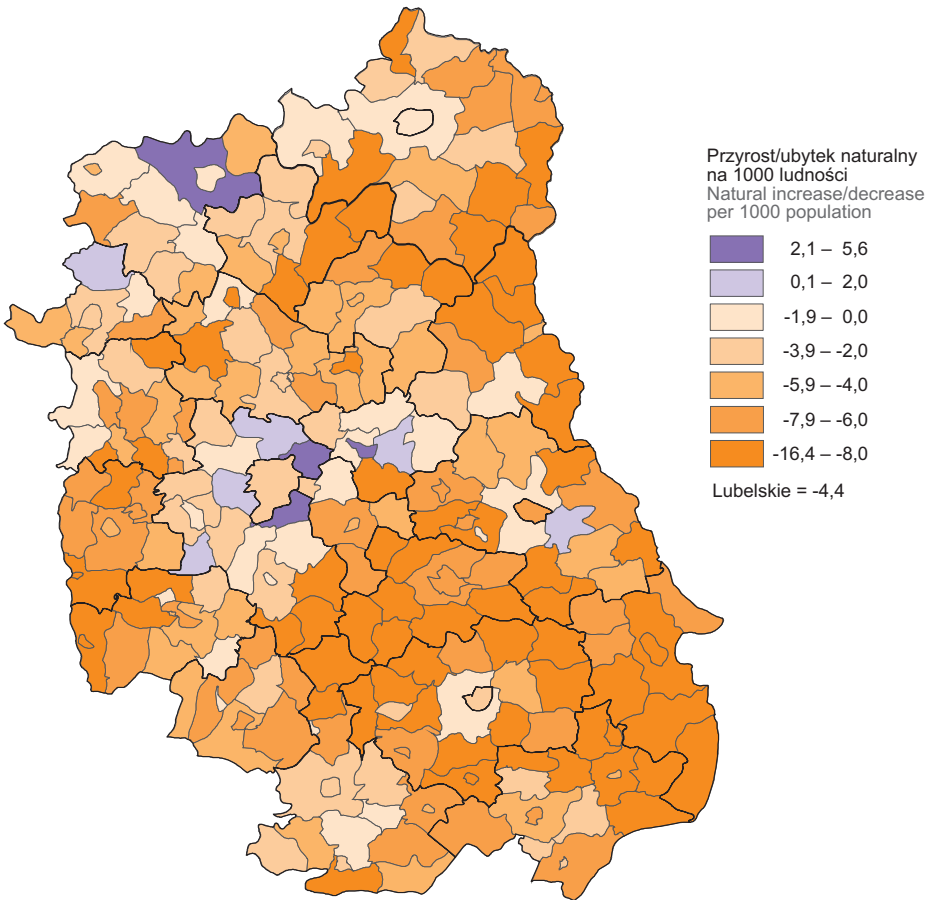 Przyrost/ubytek naturalny
na 1000 ludności
Natural increase/decrease
per 1000 population
2,1 – 5,6
0,1 – 2,0
-1,9 – 0,0
-3,9 – -2,0
-5,9 – -4,0
-7,9 – -6,0
-16,4 – -8,0
Lubelskie = -4,4